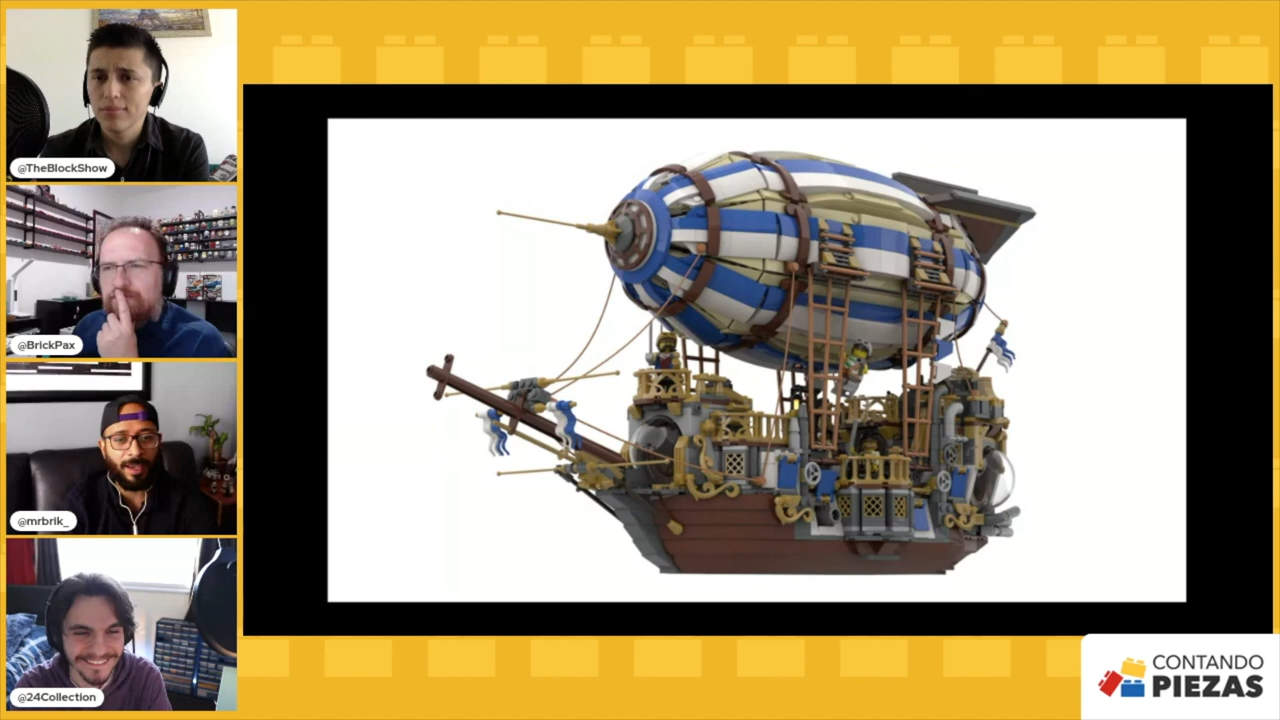 @TheBlockShow
@BrickPax
@mrbrik_
@24Collection
CONTANDO
PIEZAS